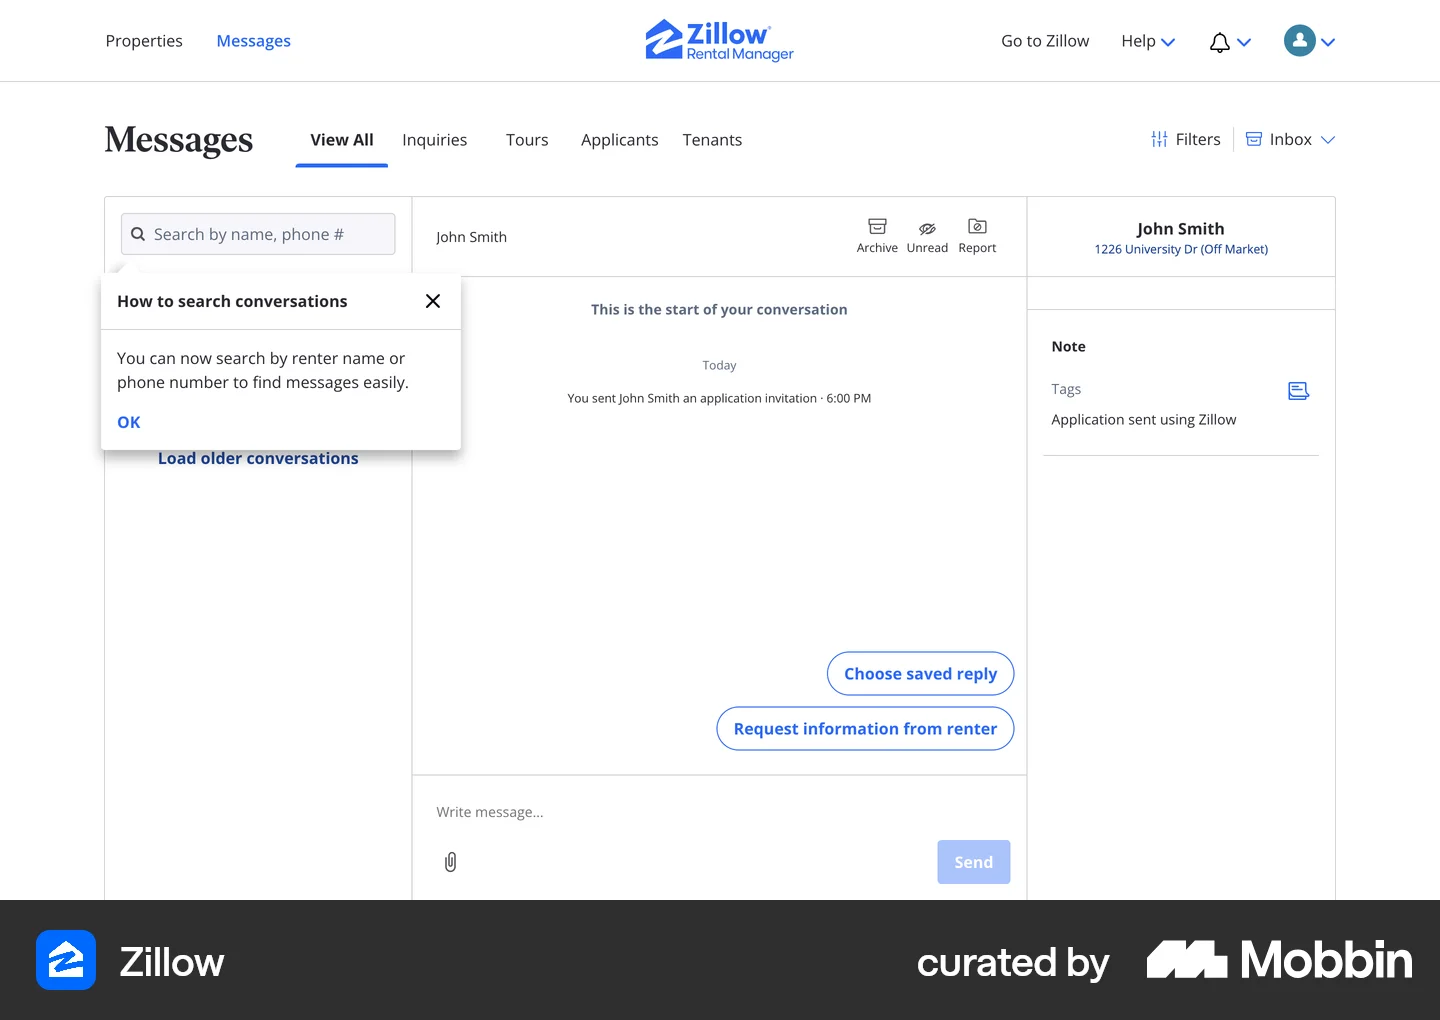 Properties
Messages
Zillow
Rental Manager
Go to Zillow
Help
Messages
View All
Inquiries
Tours
Applicants
Tenants
Filters
Inbox
Search by name, phone #
How to search conversations
You can now search by renter name or
phone number to find messages easily.
OK
Load older conversations
John Smith
Archive
Unread
Report
This is the start of your conversation
Today
You sent John Smith an application invitation · 6:00 PM
Choose saved reply
Request information from renter
Write message...
Send
John Smith
1226 University Dr (Off Market)
Note
Tags
Application sent using Zillow
Zillow
curated by
Mobbin